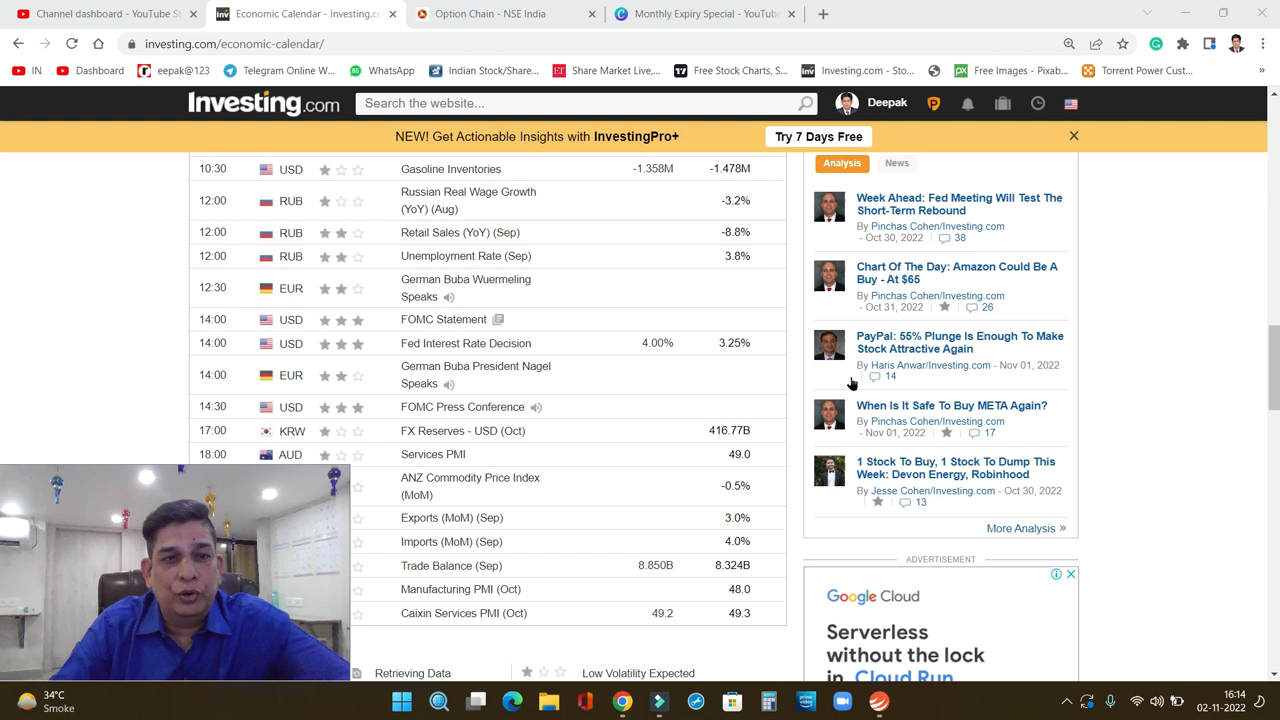 Channel dashboard - YouTube St
Economic Calendar - Investing.co
Option Chain - NSE India
Monthly Expiry Special - YouTube
investing.com/economic-calendar/
IN
Dashboard
eepak@123
Telegram Online W...
WhatsApp
Indian Stock/Share...
Share Market Live,...
Free Stock Charts, S...
Investing.com - Sto...
Free Images - Pixab...
Torrent Power Cust...
»
Investing.com
Search the website...
Deepak
NEW! Get Actionable Insights with InvestingPro+
Try 7 Days Free
10:30 USD Gasoline Inventories -1.358M -1.478M
12:00 RUB Russian Real Wage Growth (YoY) (Aug) -3.2%
12:00 RUB Retail Sales (YoY) (Sep) -8.8%
12:00 RUB Unemployment Rate (Sep) 3.8%
12:30 EUR German Buba Wuermeling Speaks
14:00 USD FOMC Statement
14:00 USD Fed Interest Rate Decision 4.00% 3.25%
14:00 EUR German Buba President Nagel Speaks
14:30 USD FOMC Press Conference
17:00 KRW FX Reserves - USD (Oct) 416.77B
18:00 AUD Services PMI 49.0
ANZ Commodity Price Index (MoM) -0.5%
Exports (MoM) (Sep) 3.0%
Imports (MoM) (Sep) 4.0%
Trade Balance (Sep) 8.850B 8.324B
Manufacturing PMI (Oct) 48.0
Caixin Services PMI (Oct) 49.2 49.3
Retrieving Data
Low Volatility Expected
Analysis
News
Week Ahead: Fed Meeting Will Test The
Short-Term Rebound
By Pinchas Cohen/Investing.com
- Oct 30, 2022 38
Chart Of The Day: Amazon Could Be A
Buy - At $65
By Pinchas Cohen/Investing.com
- Oct 31, 2022 26
PayPal: 55% Plunge Is Enough To Make
Stock Attractive Again
By Haris Anwar/Investing.com - Nov 01, 2022
14
When Is It Safe To Buy META Again?
By Pinchas Cohen/Investing.com
- Nov 01, 2022 17
1 Stock To Buy, 1 Stock To Dump This
Week: Devon Energy, Robinhood
By Jesse Cohen/Investing.com - Oct 30, 2022
13
More Analysis »
ADVERTISEMENT
Google Cloud
Serverless
without the lock
in Cloud Run
34°C
Smoke
16:14
02-11-2022